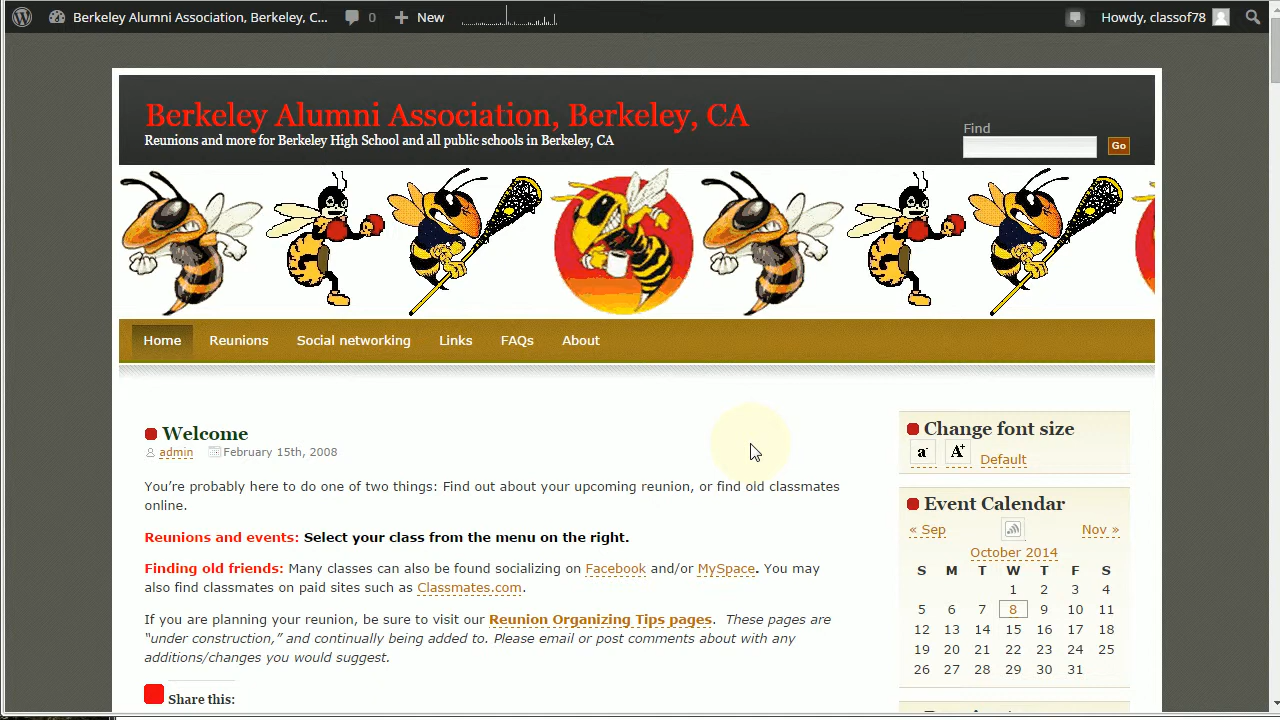 Berkeley Alumni Association, Berkeley, C... 0 New Howdy, classof78
Berkeley Alumni Association, Berkeley, CA
Reunions and more for Berkeley High School and all public schools in Berkeley, CA
Find
Go
Home Reunions Social networking Links FAQs About
Welcome
admin February 15th, 2008
You’re probably here to do one of two things: Find out about your upcoming reunion, or find old classmates
online.
Reunions and events: Select your class from the menu on the right.
Finding old friends: Many classes can also be found socializing on Facebook and/or MySpace. You may
also find classmates on paid sites such as Classmates.com.
If you are planning your reunion, be sure to visit our Reunion Organizing Tips pages. These pages are
“under construction,” and continually being added to. Please email or post comments about with any
additions/changes you would suggest.
Share this:
Change font size
a- A+ Default
Event Calendar
« Sep Nov »
October 2014
S M T W T F S
1 2 3 4
5 6 7 8 9 10 11
12 13 14 15 16 17 18
19 20 21 22 23 24 25
26 27 28 29 30 31